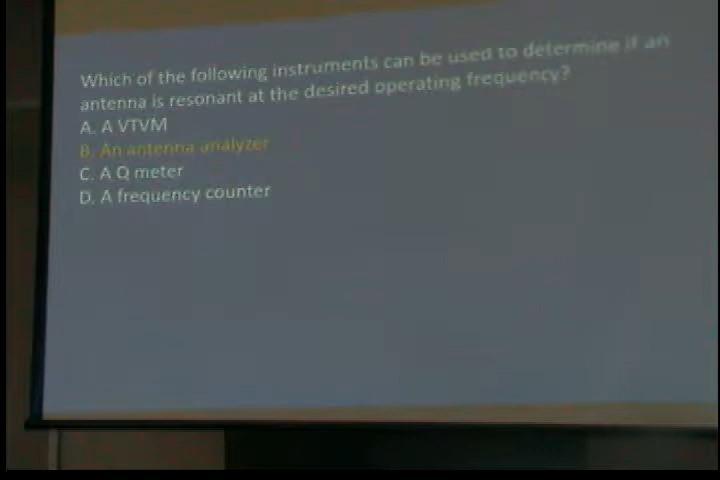 Which of the following instruments can be used to determine if an
antenna is resonant at the desired operating frequency?
A. A VTVM
B. An antenna analyzer
C. A Q meter
D. A frequency counter